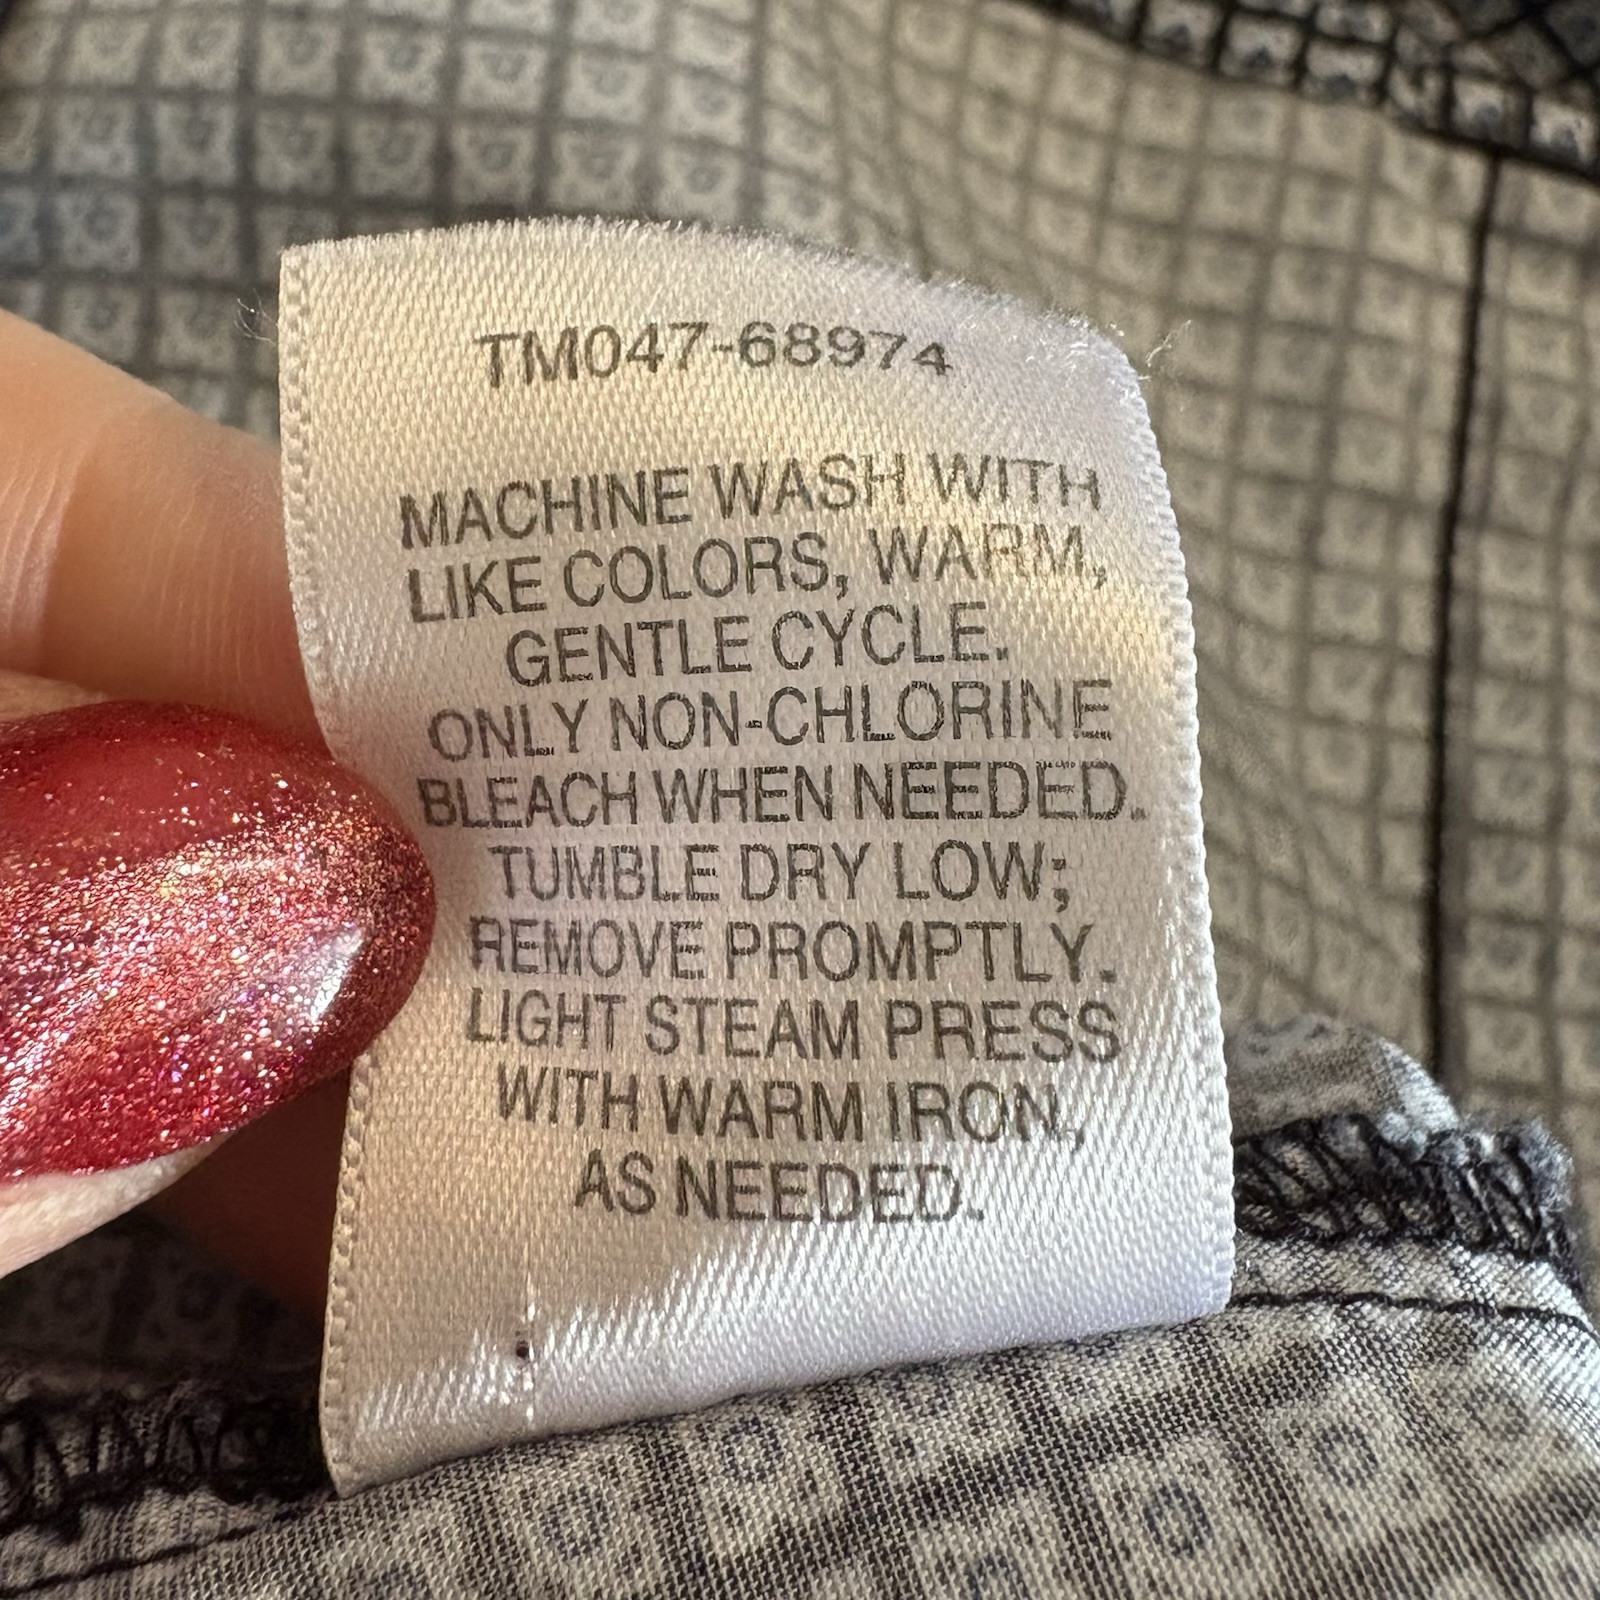 TM047-68974
MACHINE WASH WITH
LIKE COLORS, WARM,
GENTLE CYCLE.
ONLY NON-CHLORINE
BLEACH WHEN NEEDED.
TUMBLE DRY LOW;
REMOVE PROMPTLY.
LIGHT STEAM PRESS
WITH WARM IRON,
AS NEEDED.